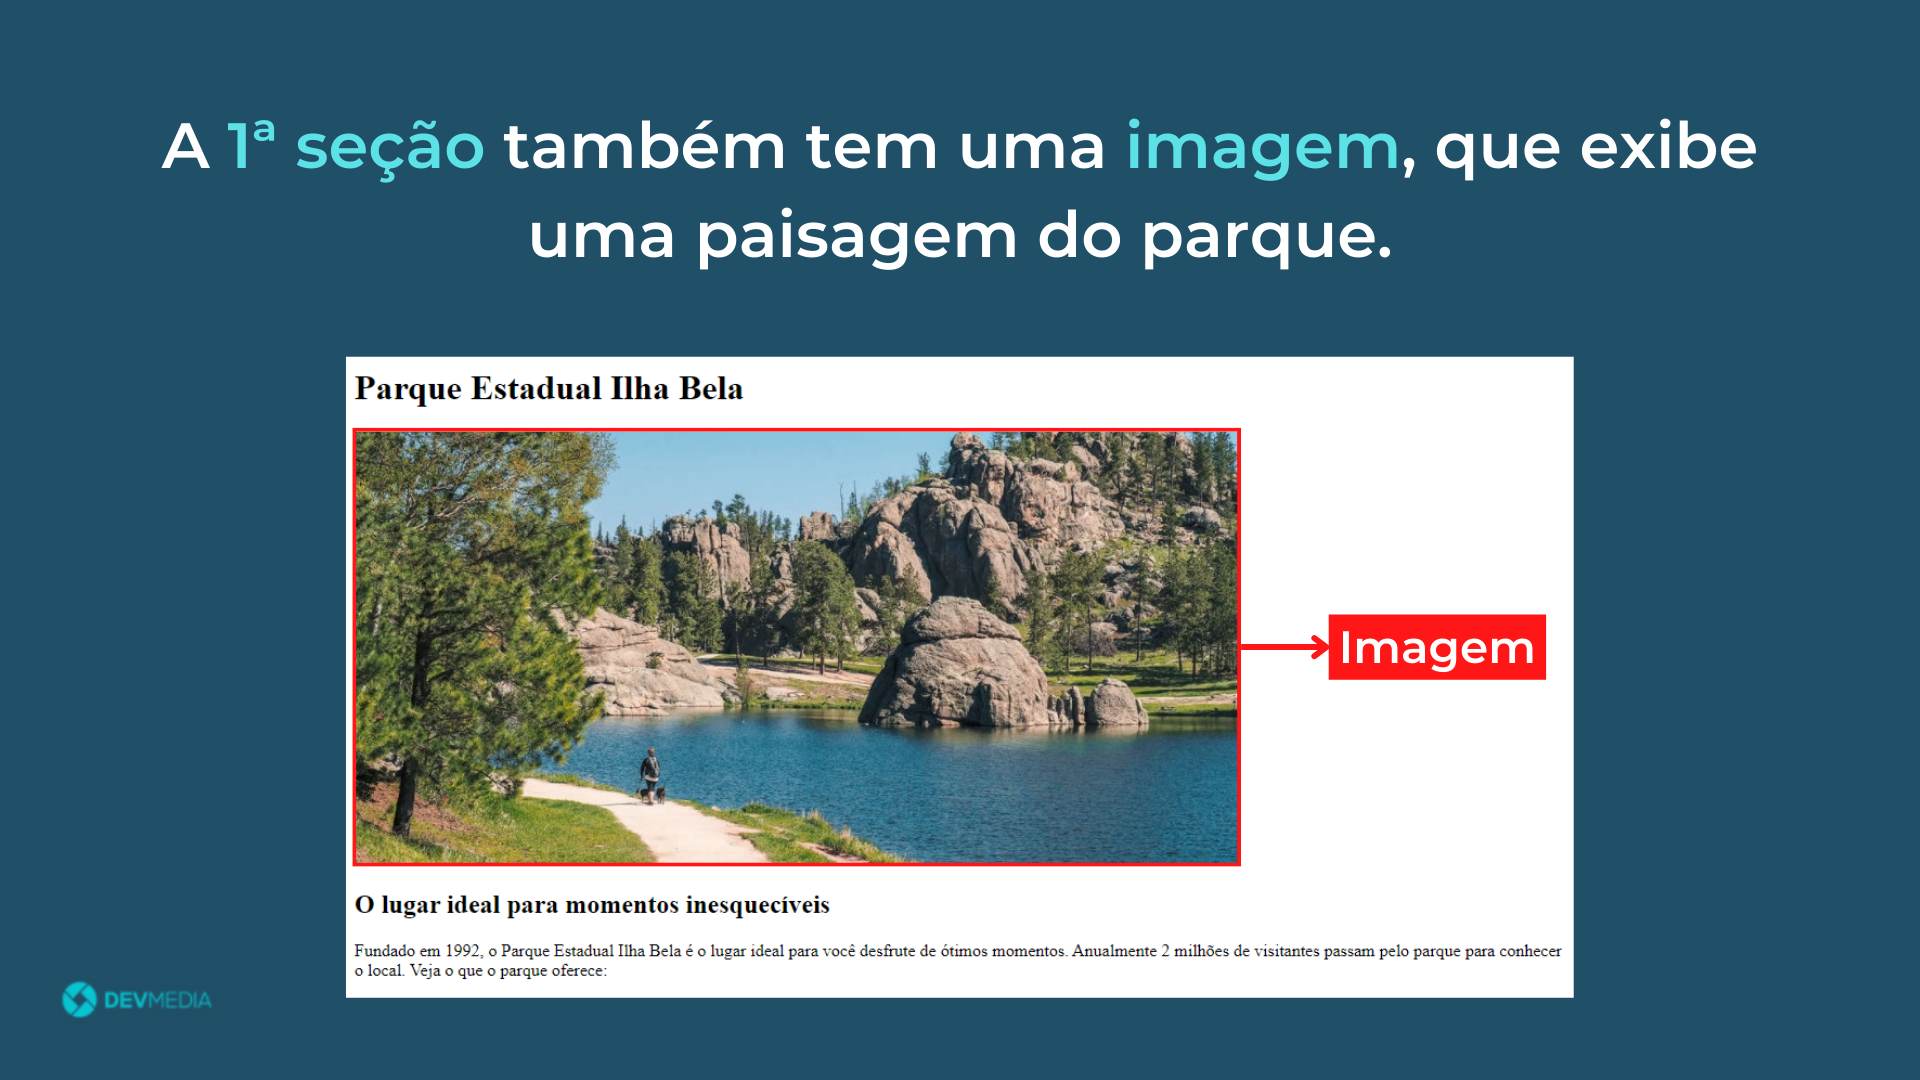 A 1ª seção também tem uma imagem, que exibe
uma paisagem do parque.
Parque Estadual Ilha Bela
Imagem
O lugar ideal para momentos inesquecíveis
Fundado em 1992, o Parque Estadual Ilha Bela é o lugar ideal para você desfrute de ótimos momentos. Anualmente 2 milhões de visitantes passam pelo parque para conhecer
o local. Veja o que o parque oferece:
DEVMEDIA